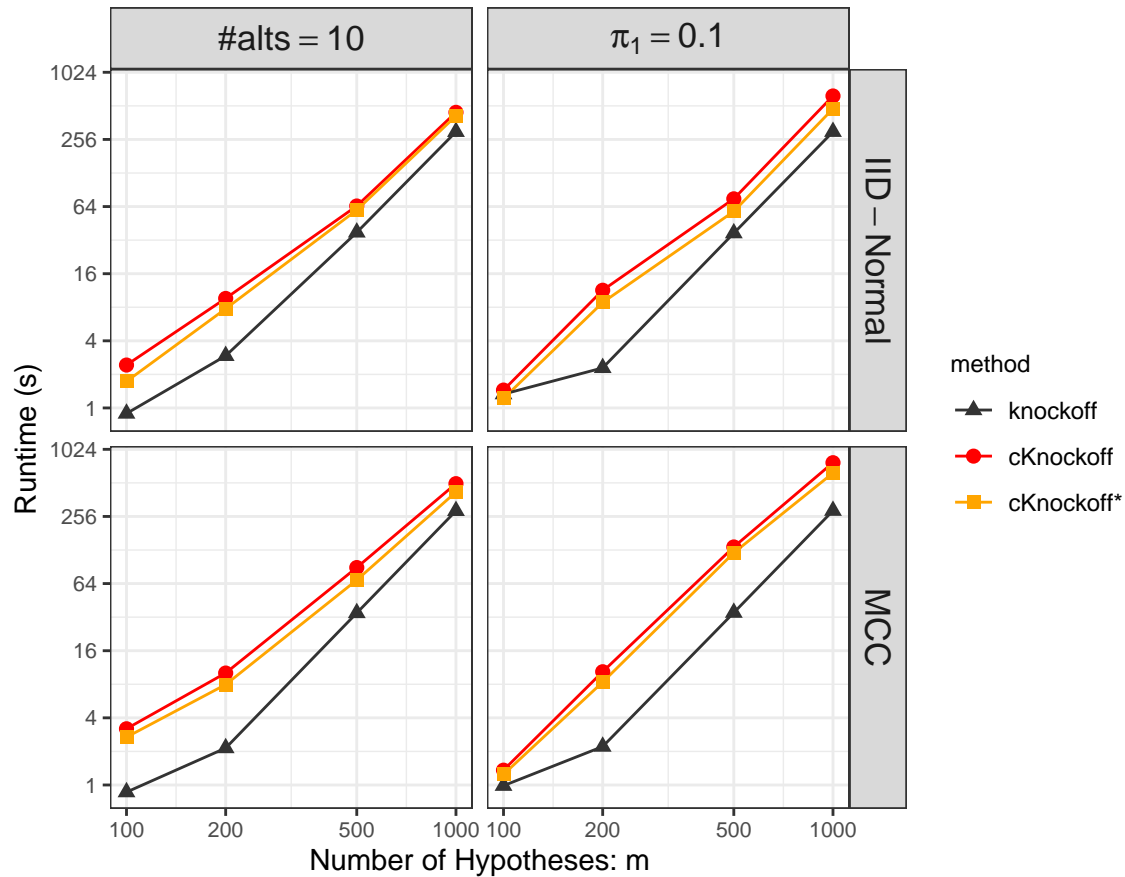 #alts = 10
π₁ = 0.1
1024
256
64
16
4
1
IID − Normal
1024
256
64
16
4
1
MCC
100
200
500
1000
100
200
500
1000
Runtime (s)
Number of Hypotheses: m
method
knockoff
cKnockoff
cKnockoff*